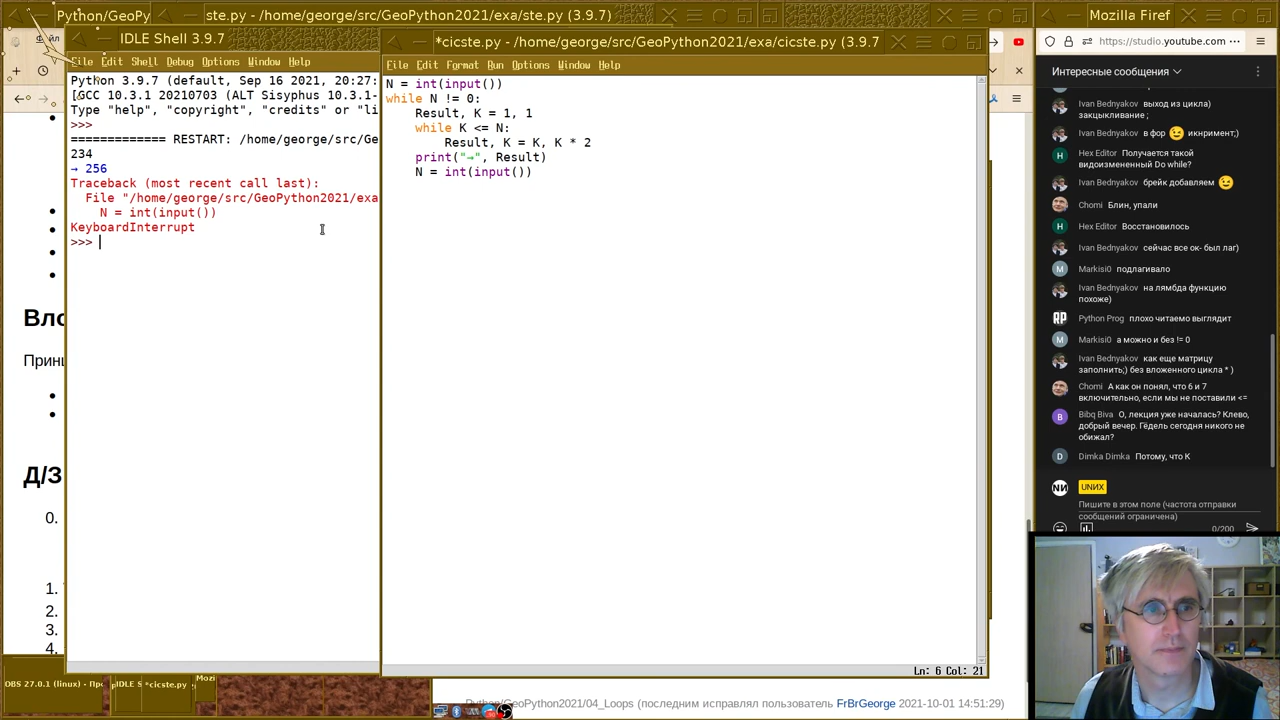 Python/GeoPy
ste.py - /home/george/src/GeoPython2021/exa/ste.py (3.9.7)
Mozilla Firef
IDLE Shell 3.9.7
File Edit Shell Debug Options Window Help
Python 3.9.7 (default, Sep 16 2021, 20:27:
[GCC 10.3.1 20210703 (ALT Sisyphus 10.3.1-
Type "help", "copyright", "credits" or "li
>>>
============= RESTART: /home/george/src/Ge
234
→ 256
Traceback (most recent call last):
File "/home/george/src/GeoPython2021/exa
N = int(input())
KeyboardInterrupt
>>>
*cicste.py - /home/george/src/GeoPython2021/exa/cicste.py (3.9.7
File Edit Format Run Options Window Help
N = int(input())
while N != 0:
Result, K = 1, 1
while K <= N:
Result, K = K, K * 2
print("→", Result)
N = int(input())
Ln: 6 Col: 21
Файл
Вло
Прин
Д/З
0.
1.
2.
3.
4.
https://studio.youtube.com
Интересные сообщения
Ivan Bednyakov выход из цикла)
закцыкливание ;
Ivan Bednyakov в фор 😉 икнримент;)
Hex Editor Получается такой
видоизмененный Do while?
Ivan Bednyakov брейк добавляем 😉
Chomi Блин, упали
Hex Editor Восстановилось
Ivan Bednyakov сейчас все ок- был лаг)
Markisi0 подлагивало
Ivan Bednyakov на лямбда функцию
похоже)
Python Prog плохо читаемо выглядит
Markisi0 а можно и без != 0
Ivan Bednyakov как еще матрицу
заполнить;) без вложенного цикла * )
Chomi А как он понял, что 6 и 7
включительно, если мы не поставили <=
Bibq Biva О, лекция уже началась? Клево,
добрый вечер. Гёдель сегодня никого не
обижал?
Dimka Dimka Потому, что К
UNИX
Пишите в этом поле (частота отправки
сообщений ограничена)
0/200
OBS 27.0.1 (linux) - Про
IDLE S
*cicste.py
Mozi
Python/GeoPython2021/04_Loops (последним исправлял пользователь FrBrGeorge 2021-10-01 14:51:29)